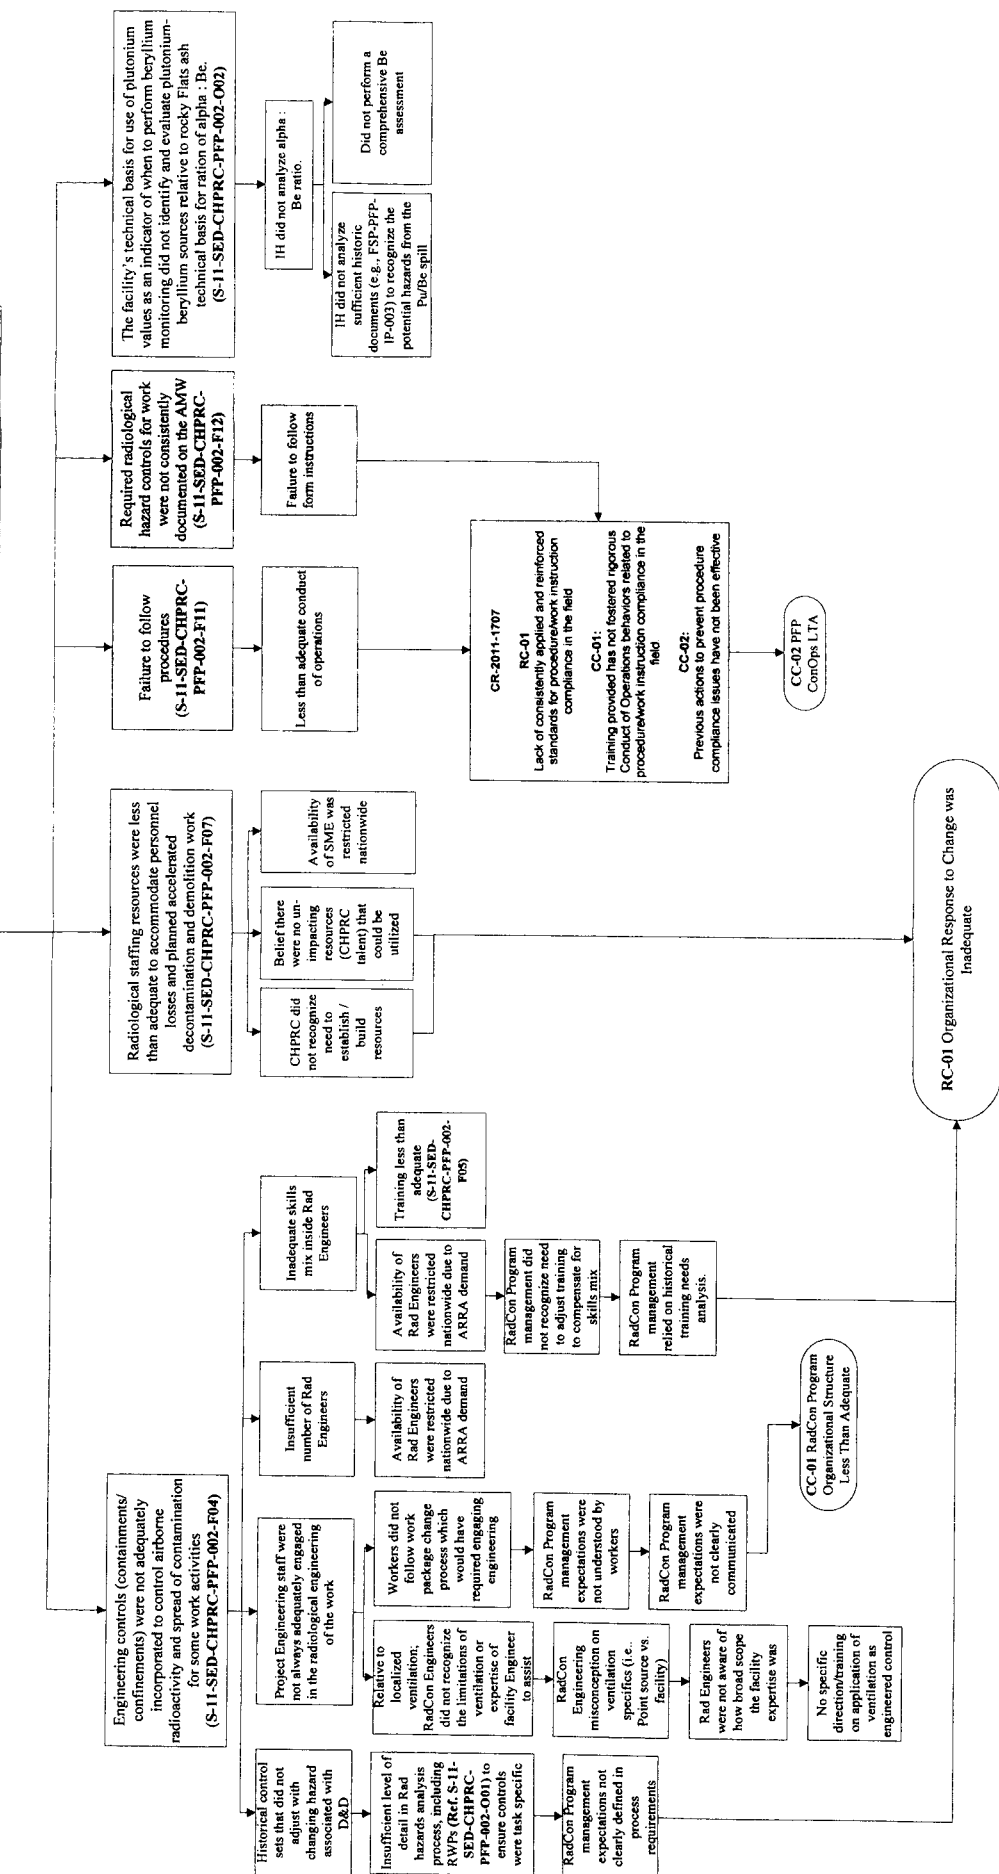 Engineering controls (containments/
confinements) were not adequately
incorporated to control airborne
radioactivity and spread of contamination
for some work activities
(S-11-SED-CHPRC-PFP-002-F04)
Historical control
sets that did not
adjust with
changing hazard
associated with
D&D
Insufficient level of
detail in Rad
hazards analysis
process, including
RWPs (Ref. S-11-
SED-CHPRC-
PFP-002-O01) to
ensure controls
were task specific
RadCon Program
management
expectations not
clearly defined in
process
requirements
Project Engineering staff were
not always adequately engaged
in the radiological engineering
of the work
Relative to
localized
ventilation;
RadCon Engineers
did not recognize
the limitations of
ventilation or
expertise of
facility Engineer
to assist
RadCon
Engineering
misconception on
ventilation
specifics (i.e..
Point source vs.
facility)
Rad Engineers
were not aware of
how broad scope
the facility
expertise was
No specific
direction/training
on application of
ventilation as
engineered control
Workers did not
follow work
package change
process which
would have
required engaging
engineering
RadCon Program
management
expectations were
not understood by
workers
RadCon Program
management
expectations were
not clearly
communicated
CC-01 RadCon Program
Organizational Structure
Less Than Adequate
Insufficient
number of Rad
Engineers
Availability of
Rad Engineers
were restricted
nationwide due to
ARRA demand
Inadequate skills
mix inside Rad
Engineers
Availability of
Rad Engineers
were restricted
nationwide due to
ARRA demand
RadCon Program
management did
not recognize need
to adjust training
to compensate for
skills mix
RadCon Program
management
relied on historical
training needs
analysis.
Training less than
adequate
(S-11-SED-
CHPRC-PFP-002-
F05)
Radiological staffing resources were less
than adequate to accommodate personnel
losses and planned accelerated
decontamination and demolition work
(S-11-SED-CHPRC-PFP-002-F07)
CHPRC did
not recognize
need to
establish /
build
resources
Belief there
were no un-
impacting
resources
(CHPRC
talent) that
could be
utilized
Availability
of SME was
restricted
nationwide
RC-01 Organizational Response to Change was
Inadequate
Failure to follow
procedures
(S-11-SED-CHPRC-
PFP-002-F11)
Less than adequate conduct
of operations
Required radiological
hazard controls for work
were not consistently
documented on the AMW
(S-11-SED-CHPRC-
PFP-002-F12)
Failure to follow
form instructions
CR-2011-1707
RC-01
Lack of consistently applied and reinforced
standards for procedure/work instruction
compliance in the field
CC-01:
Training provided has not fostered rigorous
Conduct of Operations behaviors related to
procedure/work instruction compliance in the
field
CC-02:
Previous actions to prevent procedure
compliance issues have not been effective
CC-02 PFP
ConOps LTA
The facility's technical basis for use of plutonium
values as an indicator of when to perform beryllium
monitoring did not identify and evaluate plutonium-
beryllium sources relative to rocky Flats ash
technical basis for ration of alpha : Be.
(S-11-SED-CHPRC-PFP-002-O02)
IH did not analyze alpha :
Be ratio.
IH did not analyze
sufficient historic
documents (e.g., FSP-PFP-
IP-003) to recognize the
potential hazards from the
Pu/Be spill
Did not perform a
comprehensive Be
assessment